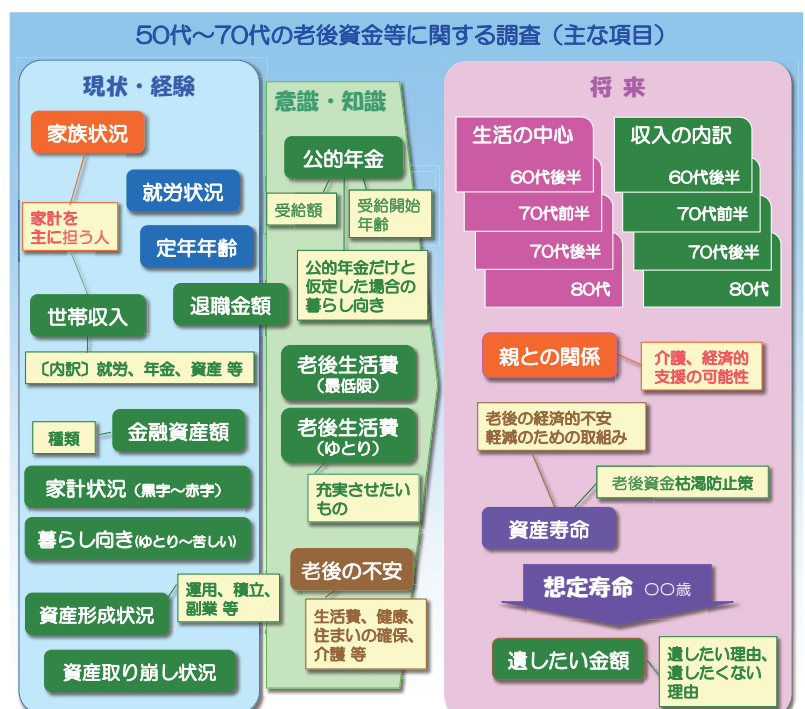 50代～70代の老後資金等に関する調査（主な項目）
現状・経験
家族状況
就労状況
家計を
主に担う人
定年年齢
世帯収入
退職金額
〔内訳〕就労、年金、資産 等
種類
金融資産額
家計状況（黒字～赤字）
暮らし向き(ゆとり～苦しい)
資産形成状況
運用、積立、
副業 等
資産取り崩し状況
意識・知識
公的年金
受給額
受給開始
年齢
公的年金だけと
仮定した場合の
暮らし向き
老後生活費
（最低限）
老後生活費
（ゆとり）
充実させたい
もの
老後の不安
生活費、健康、
住まいの確保、
介護 等
将 来
生活の中心
60代後半
70代前半
70代後半
80代
収入の内訳
60代後半
70代前半
70代後半
80代
親との関係
介護、経済的
支援の可能性
老後の経済的不安
軽減のための取組み
老後資金枯渇防止策
資産寿命
想定寿命 〇〇歳
遺したい金額
遺したい理由、
遺したくない
理由